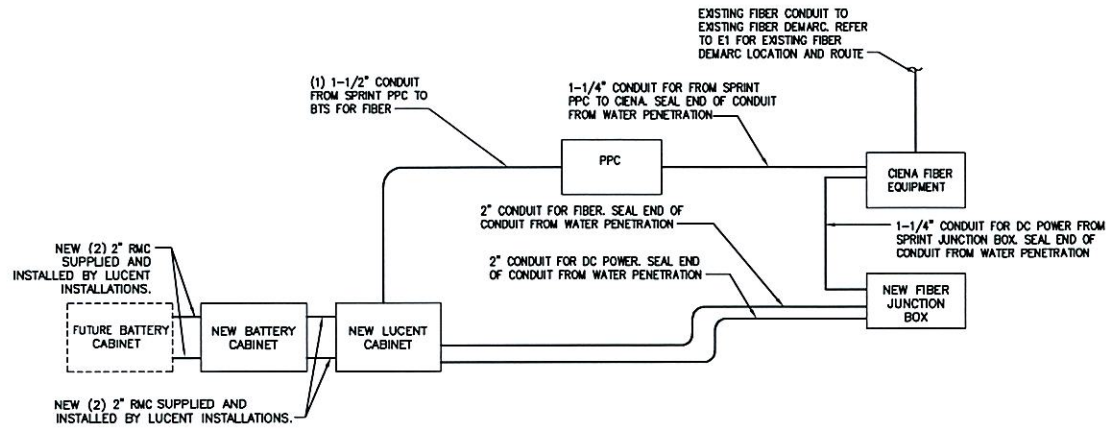 EXISTING FIBER CONDUIT TO
EXISTING FIBER DEMARC. REFER
TO E1 FOR EXISTING FIBER
DEMARC LOCATION AND ROUTE
(1) 1-1/2" CONDUIT
FROM SPRINT PPC TO
BTS FOR FIBER
1-1/4" CONDUIT FOR FROM SPRINT
PPC TO CIENA. SEAL END OF CONDUIT
FROM WATER PENETRATION
PPC
CIENA FIBER
EQUIPMENT
2" CONDUIT FOR FIBER. SEAL END OF
CONDUIT FROM WATER PENETRATION
1-1/4" CONDUIT FOR DC POWER FROM
SPRINT JUNCTION BOX. SEAL END OF
CONDUIT FROM WATER PENETRATION
NEW (2) 2" RMC
SUPPLIED AND
INSTALLED BY LUCENT
INSTALLATIONS.
2" CONDUIT FOR DC POWER. SEAL END
OF CONDUIT FROM WATER PENETRATION
NEW FIBER
JUNCTION
BOX
FUTURE BATTERY
CABINET
NEW BATTERY
CABINET
NEW LUCENT
CABINET
NEW (2) 2" RMC SUPPLIED AND
INSTALLED BY LUCENT INSTALLATIONS.